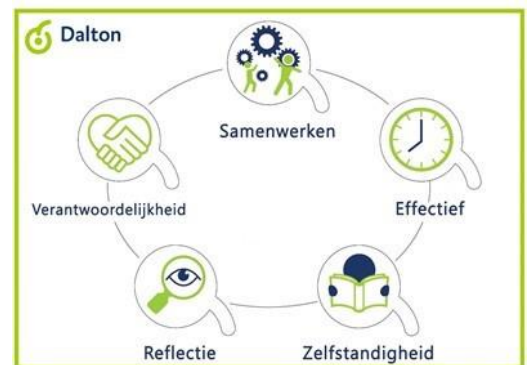 Dalton
Samenwerken
Verantwoordelijkheid
Effectief
Reflectie
Zelfstandigheid